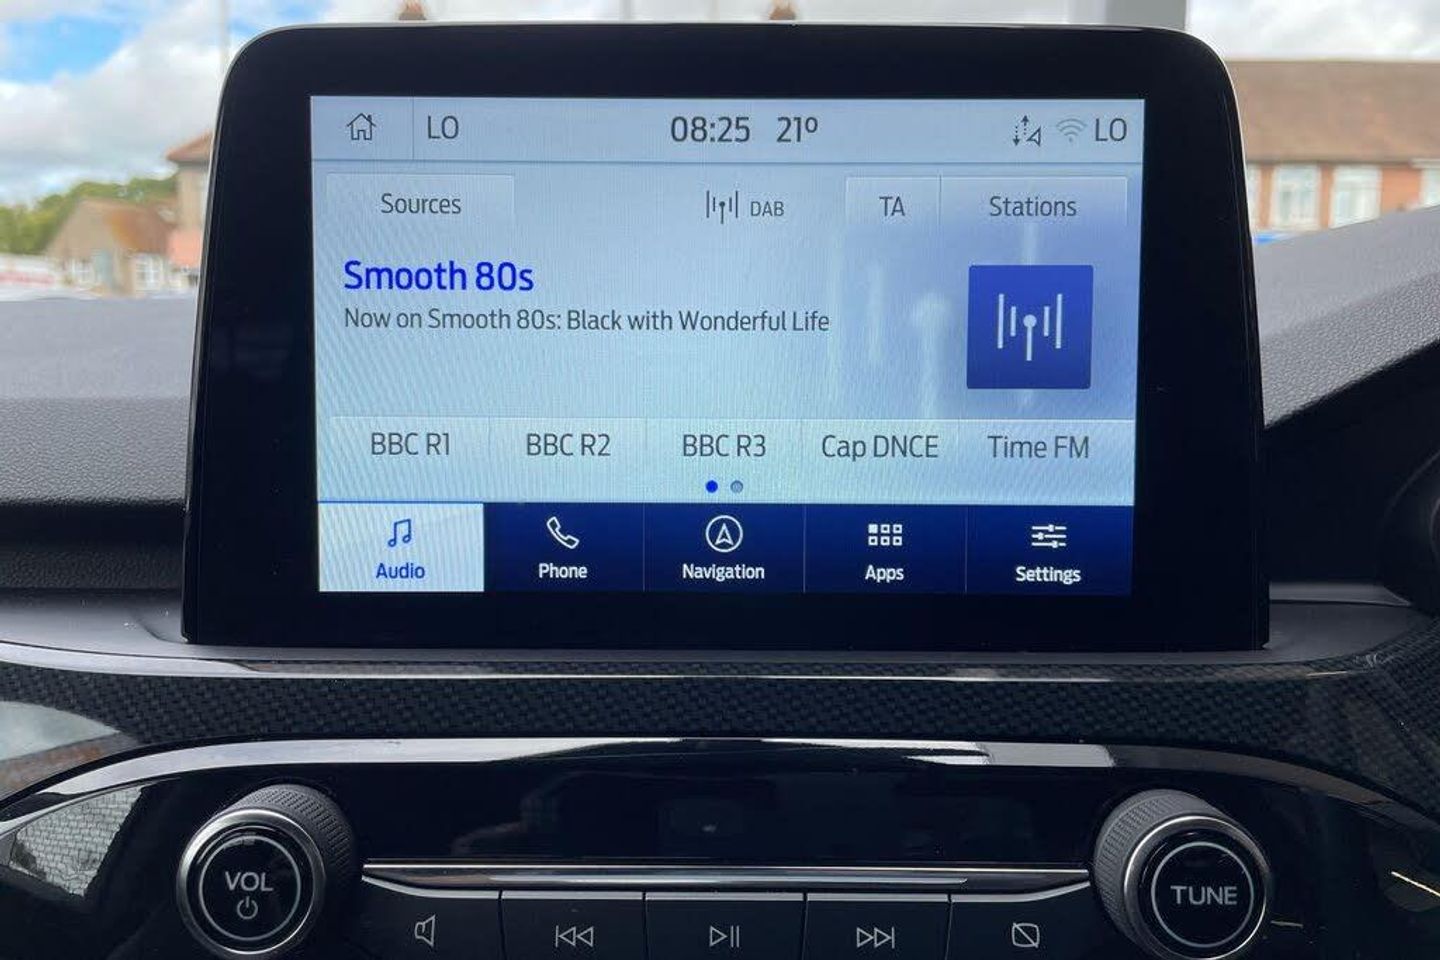 LO 08:25 21º LO
Sources DAB TA Stations
Smooth 80s
Now on Smooth 80s: Black with Wonderful Life
BBC R1 BBC R2 BBC R3 Cap DNCE Time FM
Audio Phone Navigation Apps Settings
VOL TUNE